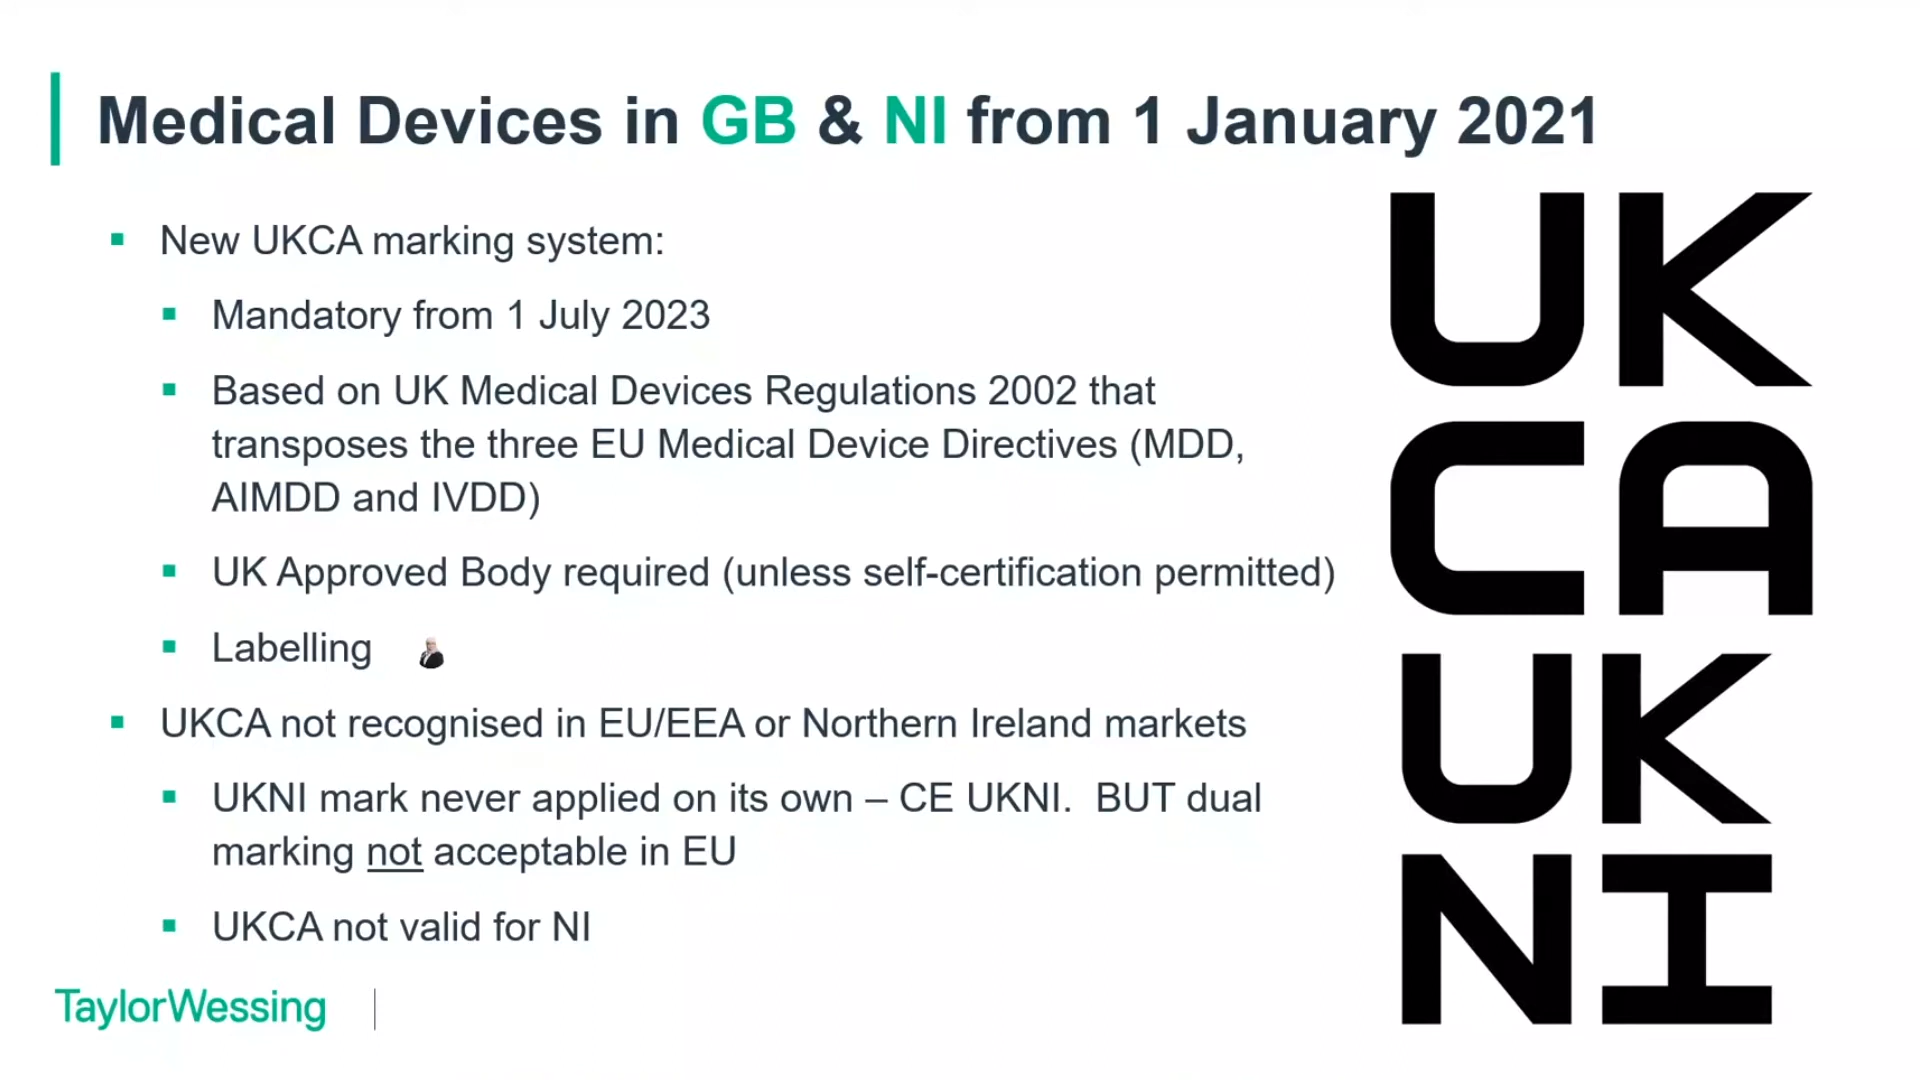 Medical Devices in GB & NI from 1 January 2021
New UKCA marking system:
Mandatory from 1 July 2023
Based on UK Medical Devices Regulations 2002 that
transposes the three EU Medical Device Directives (MDD,
AIMDD and IVDD)
UK Approved Body required (unless self-certification permitted)
Labelling
UKCA not recognised in EU/EEA or Northern Ireland markets
UKNI mark never applied on its own – CE UKNI.  BUT dual
marking not acceptable in EU
UKCA not valid for NI
UK
CA
UK
NI
TaylorWessing